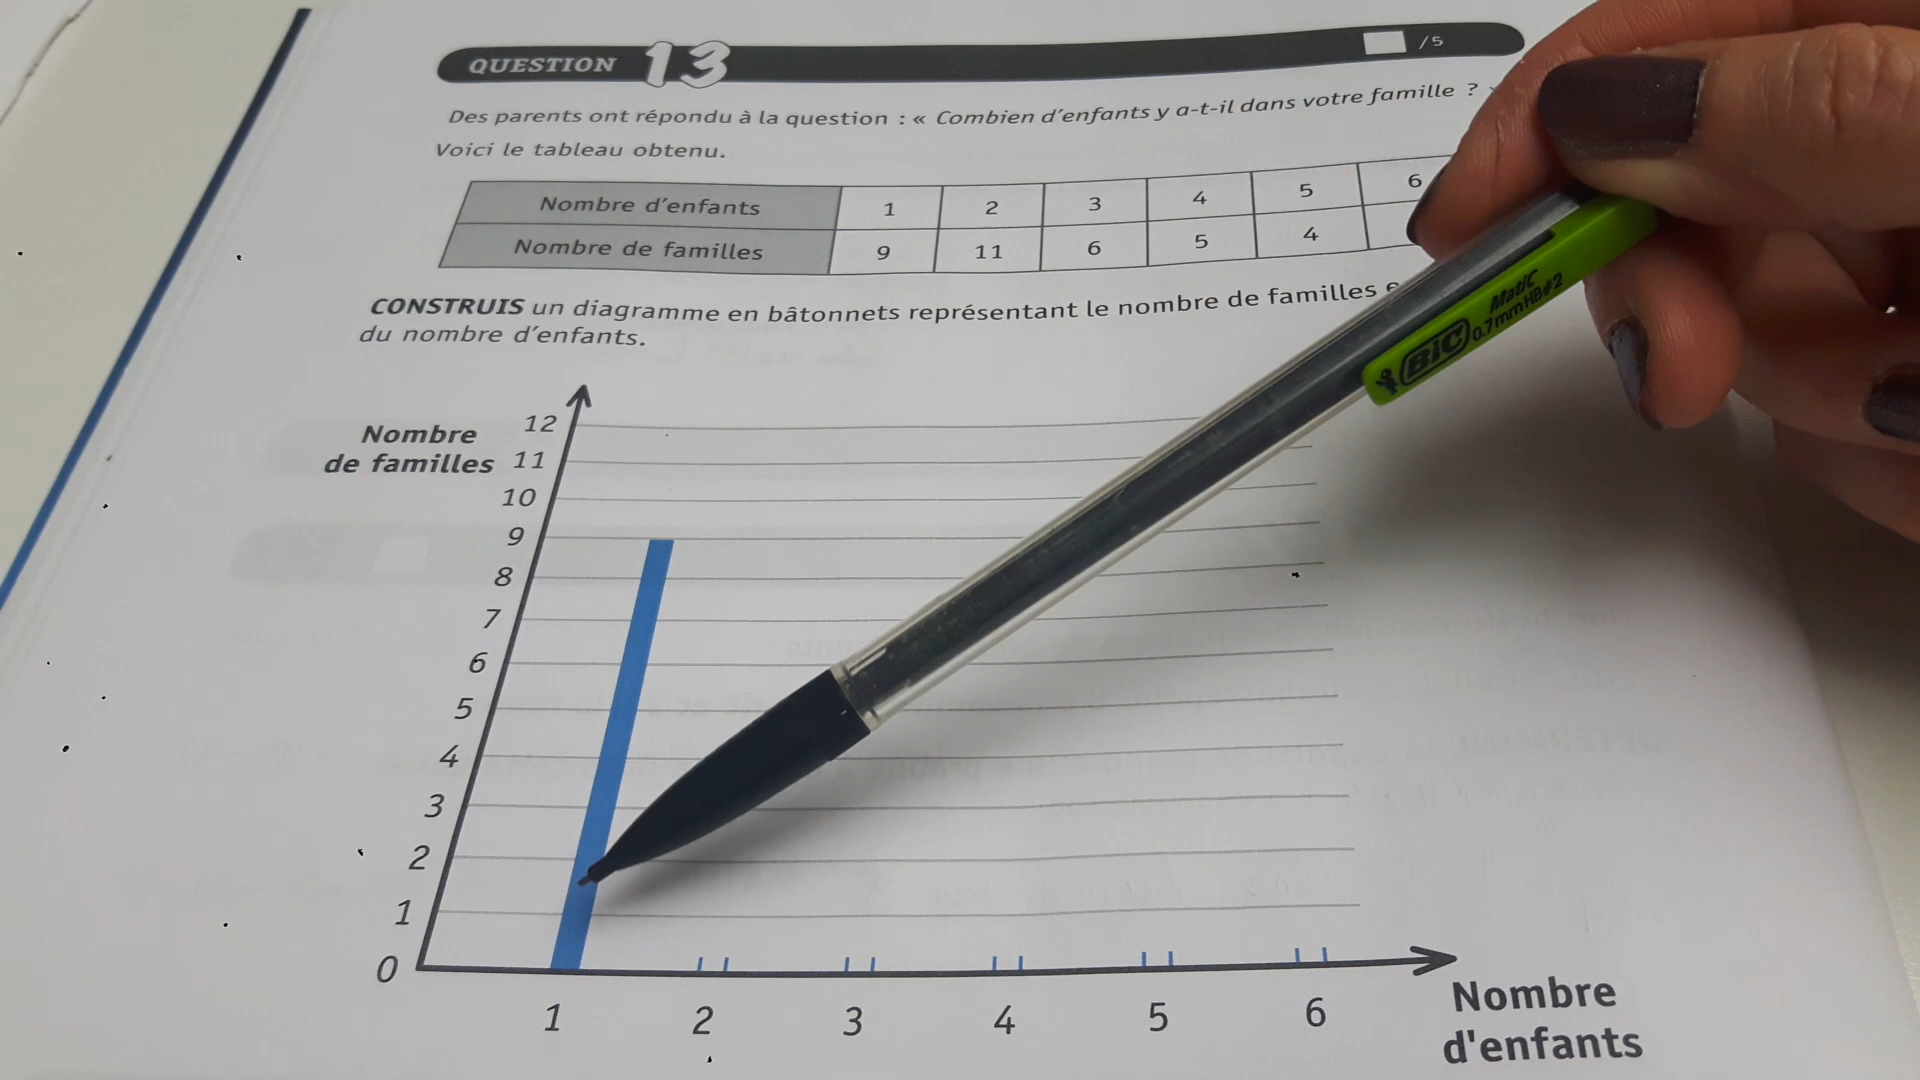 QUESTION 13 /5
Des parents ont répondu à la question : « Combien d'enfants y a-t-il dans votre famille ?
Voici le tableau obtenu.
Nombre d'enfants 1 2 3 4 5 6
Nombre de familles 9 11 6 5 4
CONSTRUIS un diagramme en bâtonnets représentant le nombre de familles
du nombre d'enfants.
Nombre
de familles
12
11
10
9
8
7
6
5
4
3
2
1
0
1 2 3 4 5 6
Nombre
d'enfants
BIC MatiC
0.7mm HB#2